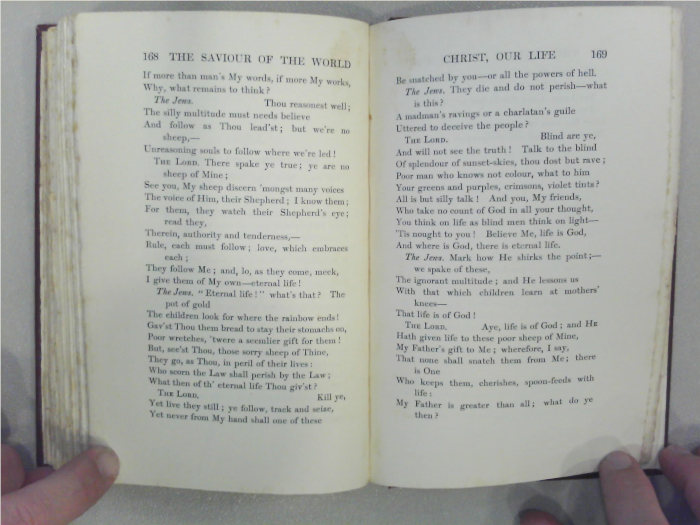 168 THE SAVIOUR OF THE WORLD
If more than man's My words, if more My works,
Why, what remains to think?
The Jews. Thou reasonest well;
The silly multitude must needs believe
And follow as Thou lead'st; but we're no
sheep,—
Unreasoning souls to follow where we're led!
THE LORD. There spake ye true; ye are no
sheep of Mine;
See you, My sheep discern 'mongst many voices
The voice of Him, their Shepherd; I know them;
For them, they watch their Shepherd's eye;
read they,
Therein, authority and tenderness,—
Rule, each must follow; love, which embraces
each;
They follow Me; and, lo, as they come, meek,
I give them of My own—eternal life!
The Jews. "Eternal life!" what's that? The
pot of gold
The children look for where the rainbow ends!
Gav'st Thou them bread to stay their stomachs on,
Poor wretches, 'twere a seemlier gift for them!
But, see'st Thou, those sorry sheep of Thine,
They go, as Thou, in peril of their lives:
Who scorn the Law shall perish by the Law;
What then of th' eternal life Thou giv'st?
THE LORD. Kill ye,
Yet live they still; ye follow, track and seize,
Yet never from My hand shall one of these
CHRIST, OUR LIFE 169
Be snatched by you—or all the powers of hell.
The Jews. They die and do not perish—what
is this?
A madman's ravings or a charlatan's guile
Uttered to deceive the people?
THE LORD. Blind are ye,
And will not see the truth! Talk to the blind
Of splendour of sunset-skies, thou dost but rave;
Poor man who knows not colour, what to him
Your greens and purples, crimsons, violet tints?
All is but silly talk! And you, My friends,
Who take no count of God in all your thought,
You think on life as blind men think on light—
'Tis nought to you! Believe Me, life is God,
And where is God, there is eternal life.
The Jews. Mark how He shirks the point;—
we spake of these,
The ignorant multitude; and He lessons us
With that which children learn at mothers'
knees—
That life is of God!
THE LORD. Aye, life is of God; and HE
Hath given life to these poor sheep of Mine,
My Father's gift to Me; wherefore, I say,
That none shall snatch them from Me; there
is One
Who keeps them, cherishes, spoon-feeds with
life:
My Father is greater than all; what do ye
then?